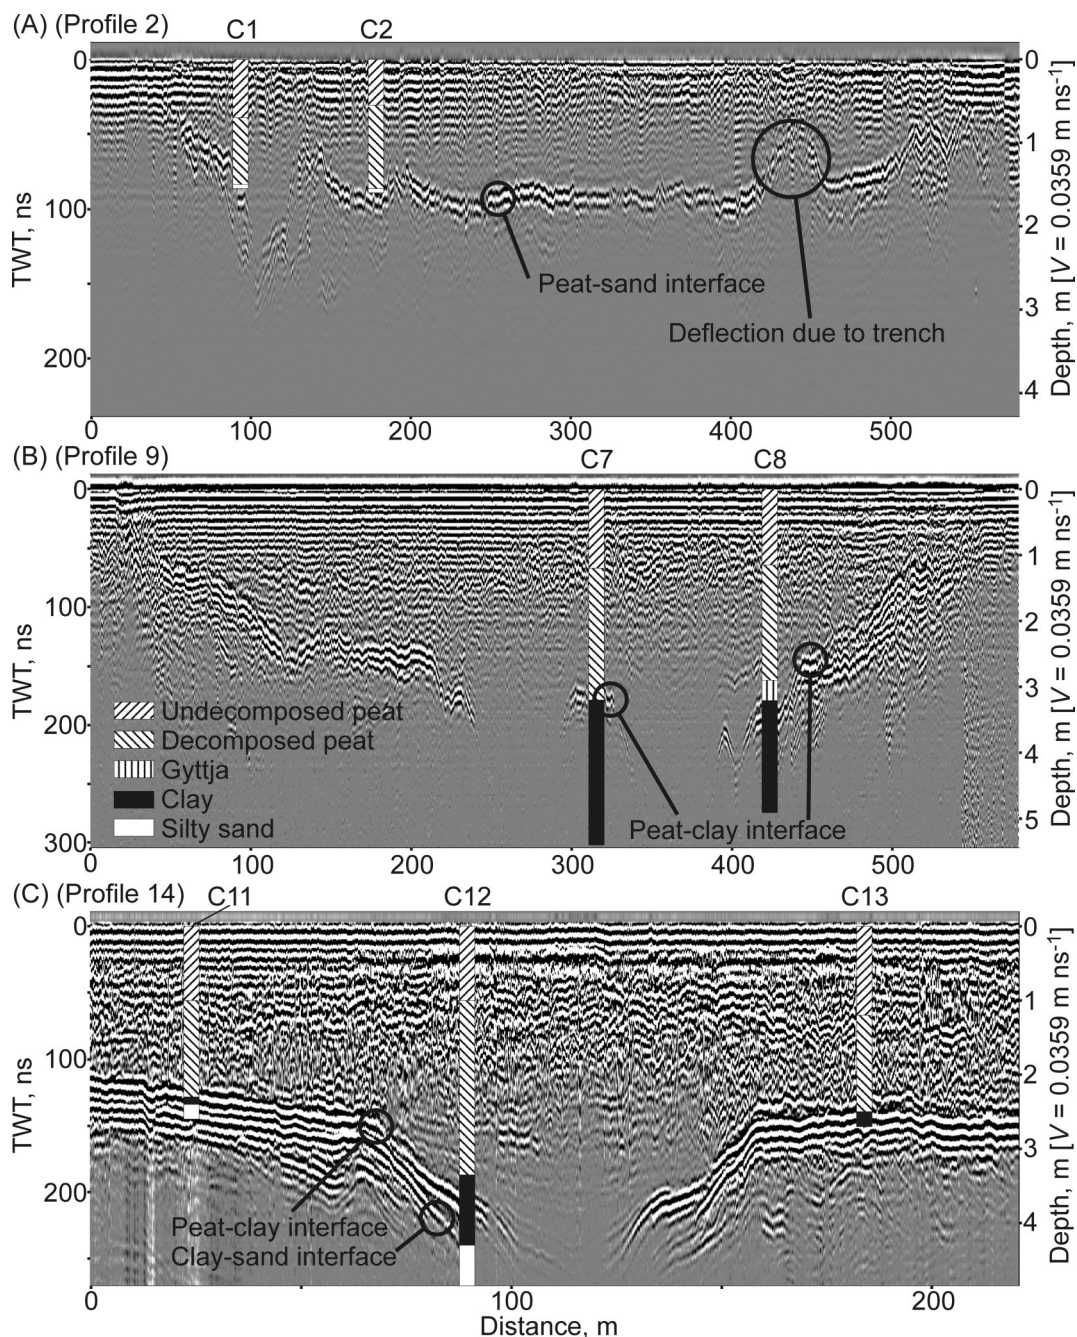 (A) (Profile 2) C1 C2
0
100
200
TWT, ns
0
1
2
3
4
Depth, m [V = 0.0359 m ns⁻¹]
Peat-sand interface
Deflection due to trench
0 100 200 300 400 500
(B) (Profile 9) C7 C8
0
100
200
300
TWT, ns
0
1
2
3
4
5
Depth, m [V = 0.0359 m ns⁻¹]
Undecomposed peat
Decomposed peat
Gyttja
Clay
Silty sand
Peat-clay interface
0 100 200 300 400 500
(C) (Profile 14) C11 C12 C13
0
100
200
TWT, ns
0
1
2
3
4
Depth, m [V = 0.0359 m ns⁻¹]
Peat-clay interface
Clay-sand interface
0 100 200
Distance, m